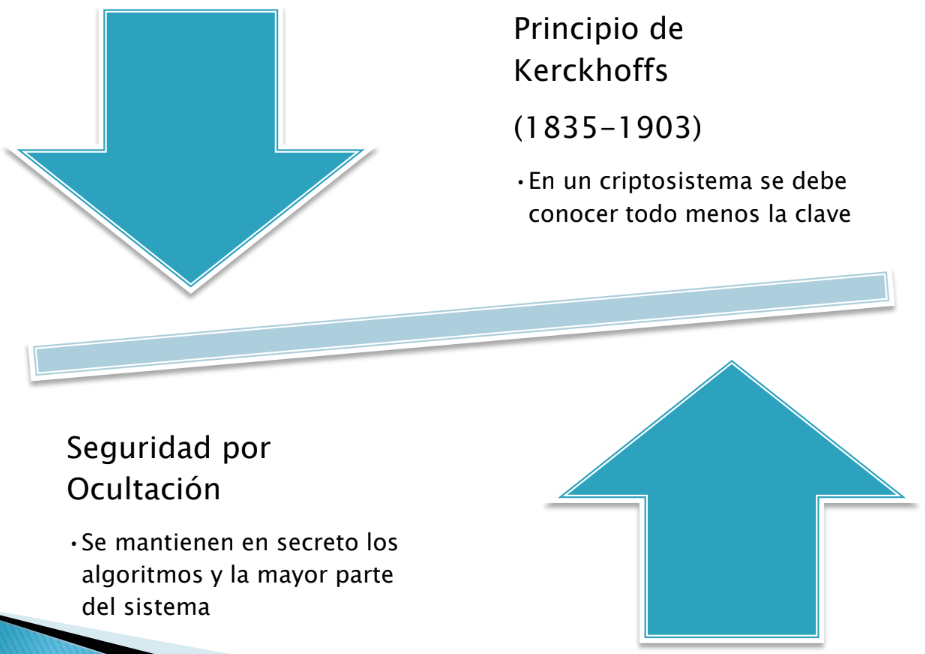 Principio de
Kerckhoffs
(1835-1903)
•En un criptosistema se debe
conocer todo menos la clave
Seguridad por
Ocultación
•Se mantienen en secreto los
algoritmos y la mayor parte
del sistema